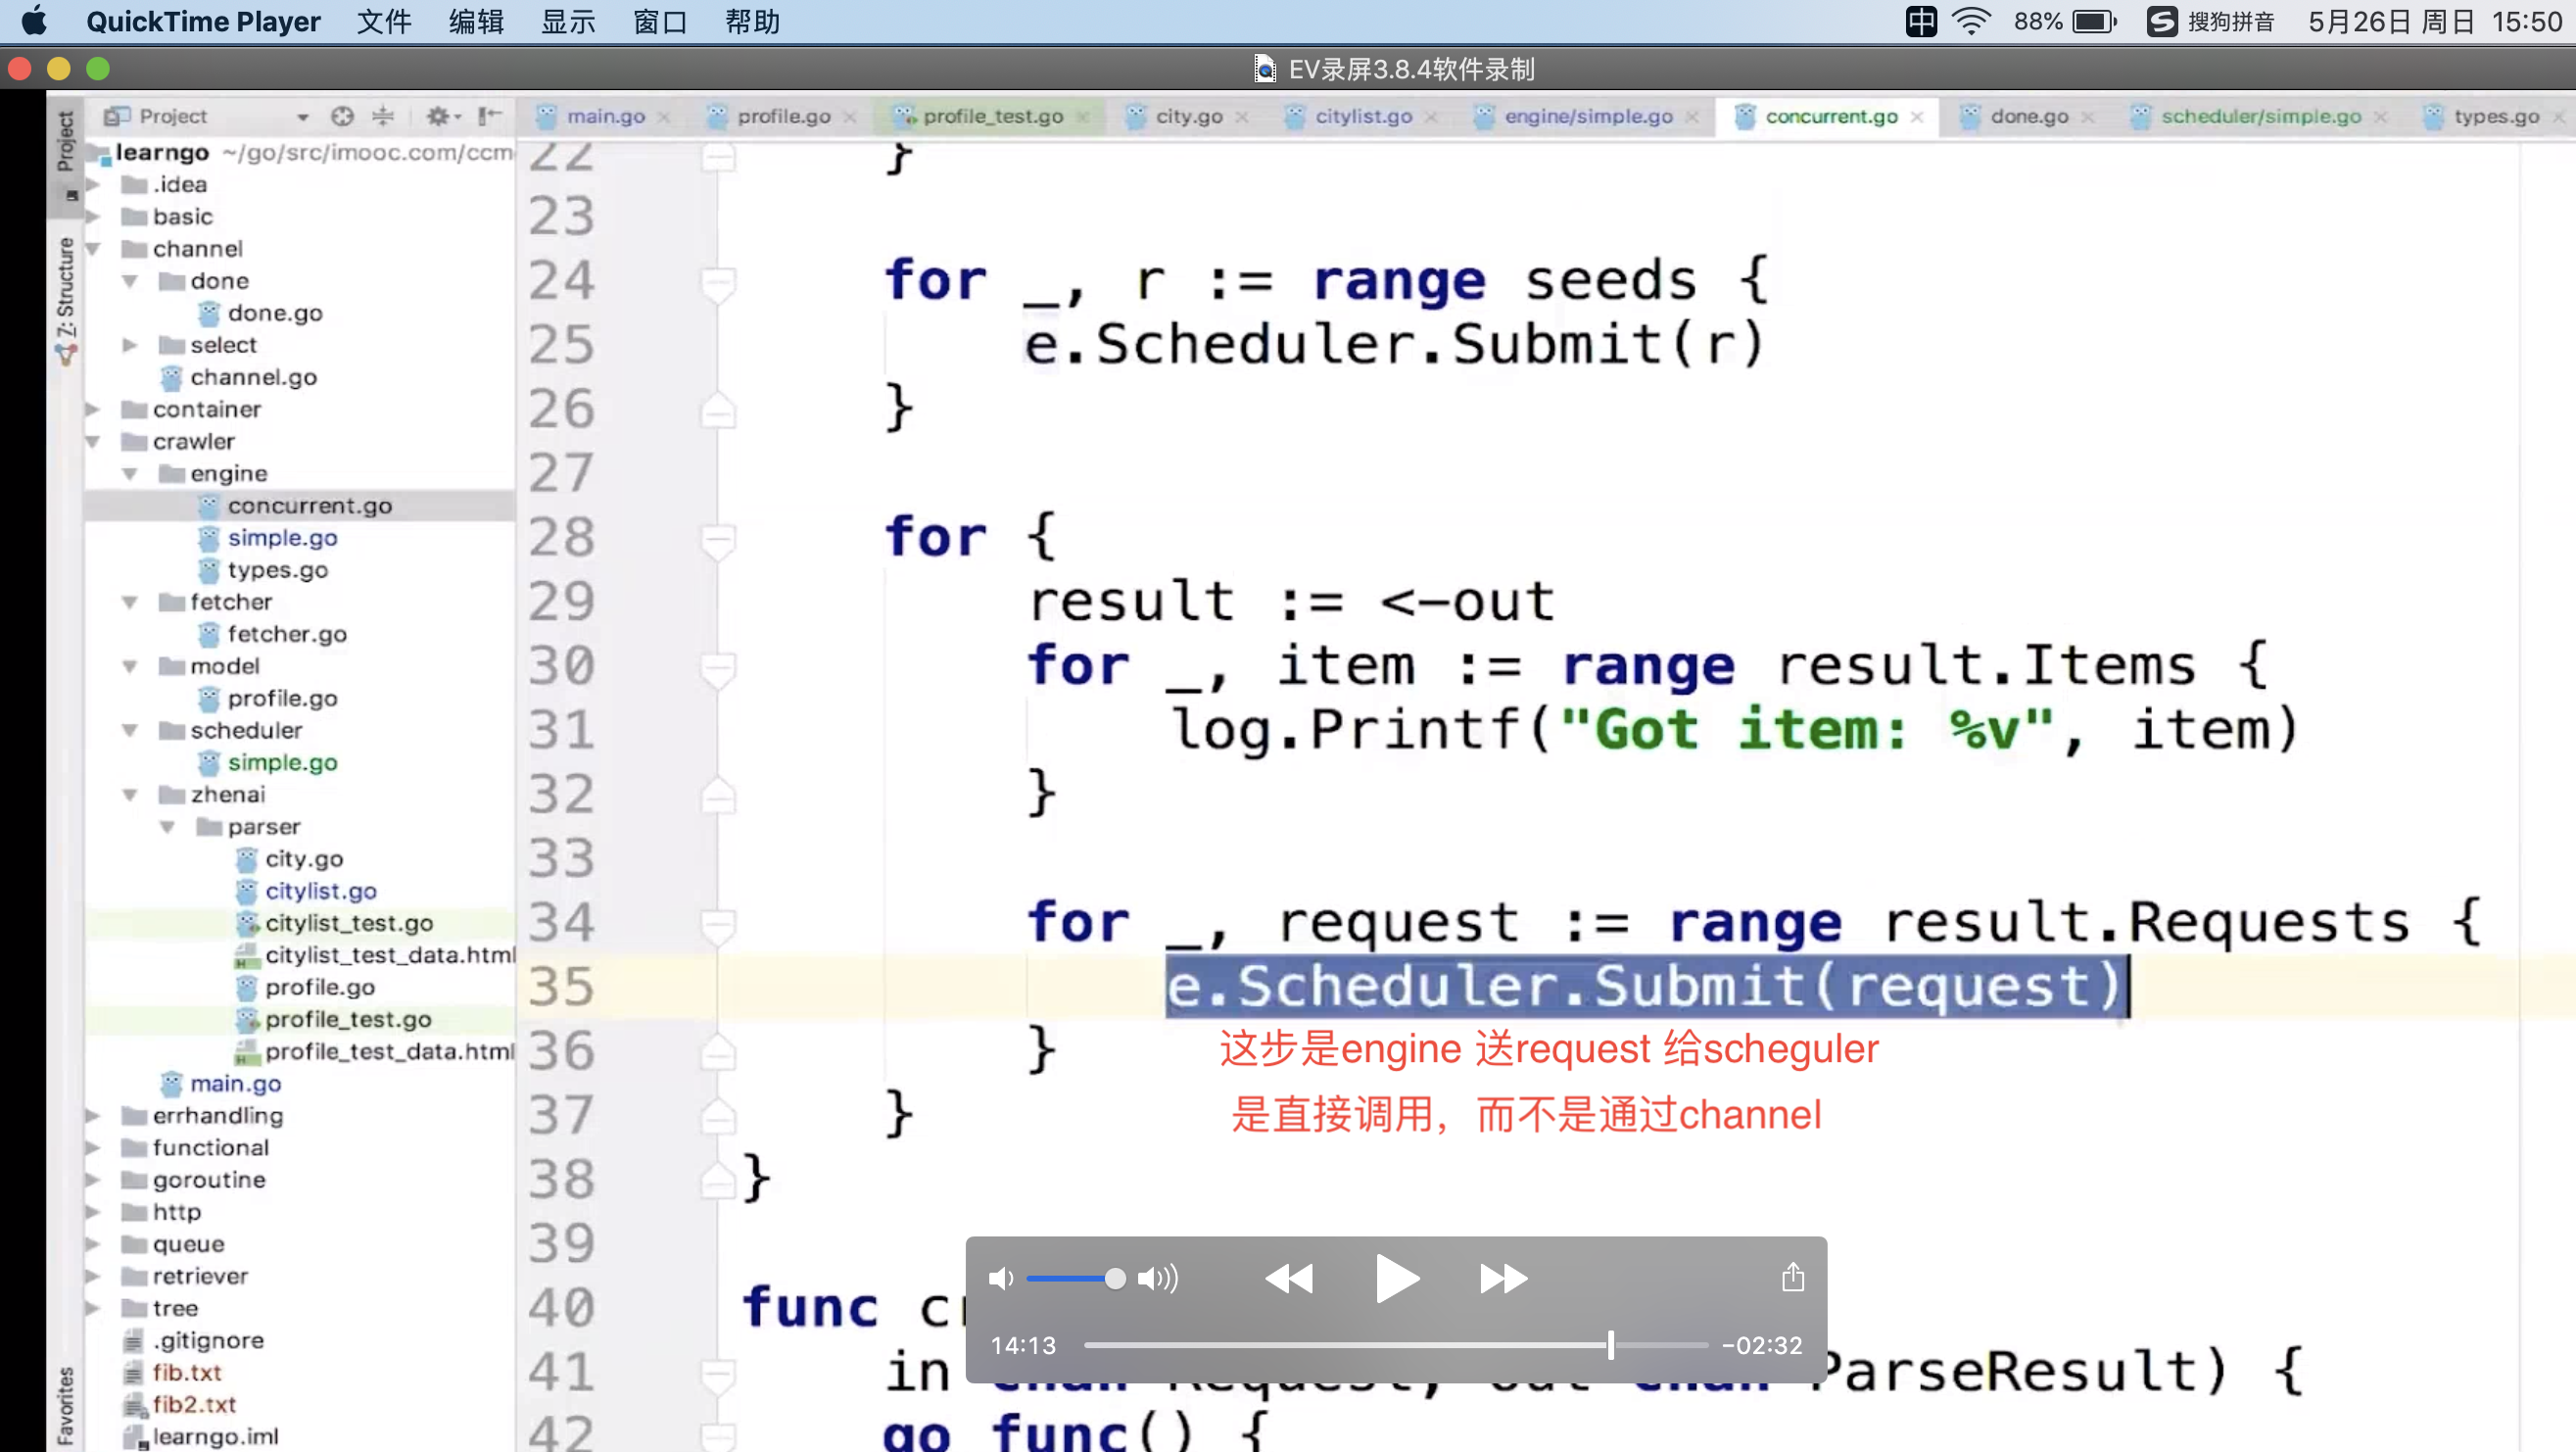 QuickTime Player 文件 编辑 显示 窗口 帮助 中 88% 搜狗拼音 5月26日 周日 15:50
EV录屏3.8.4软件录制
Project main.go profile.go profile_test.go city.go citylist.go engine/simple.go concurrent.go done.go scheduler/simple.go types.go
Project
Z: Structure
Favorites
learngo ~/go/src/imooc.com/ccm
.idea
basic
channel
done
done.go
select
channel.go
container
crawler
engine
concurrent.go
simple.go
types.go
fetcher
fetcher.go
model
profile.go
scheduler
simple.go
zhenai
parser
city.go
citylist.go
citylist_test.go
citylist_test_data.html
profile.go
profile_test.go
profile_test_data.html
main.go
errhandling
functional
goroutine
http
queue
retriever
tree
.gitignore
fib.txt
fib2.txt
learngo.iml
22 }
23
24 for _, r := range seeds {
25 e.Scheduler.Submit(r)
26 }
27
28 for {
29 result := <-out
30 for _, item := range result.Items {
31 log.Printf("Got item: %v", item)
32 }
33
34 for _, request := range result.Requests {
35 e.Scheduler.Submit(request)
36 }
这步是engine 送request 给scheguler
37 }
是直接调用，而不是通过channel
38 }
39
40 func
41 in chan Request, out chan ParseResult) {
42 go func() {
14:13 -02:32